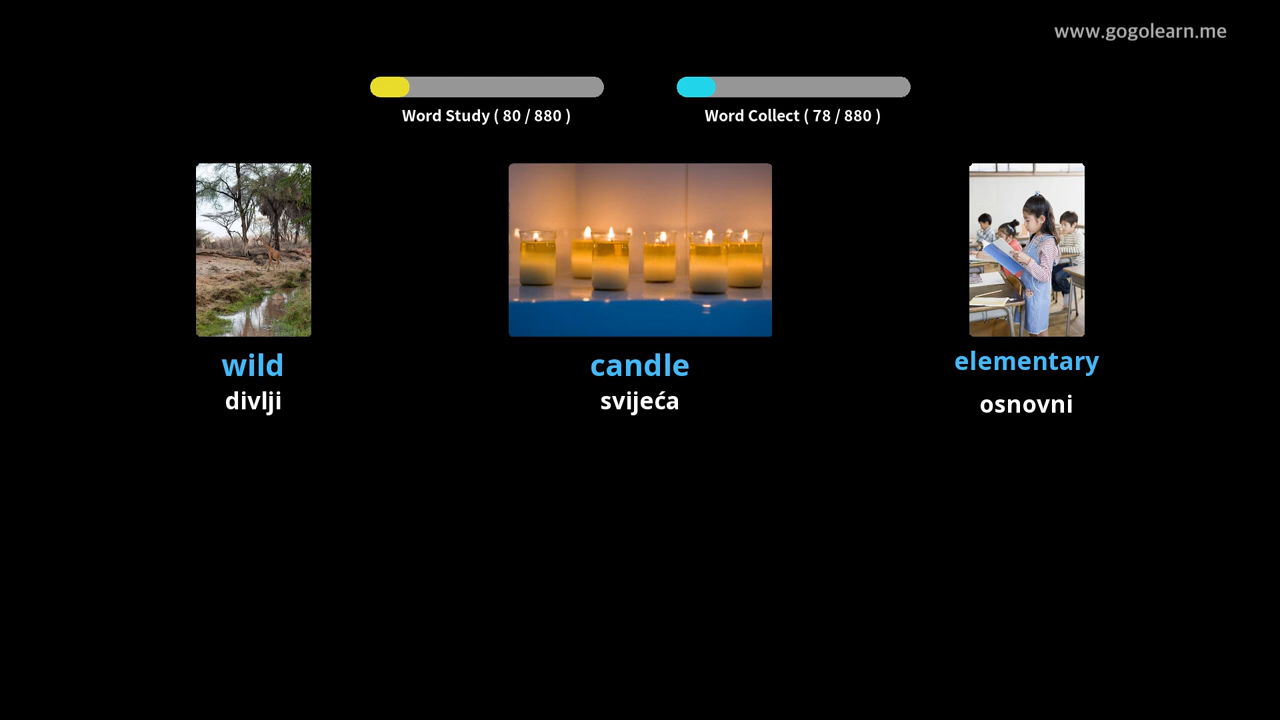 www.gogolearn.me
Word Study ( 80 / 880 )
Word Collect ( 78 / 880 )
wild
divlji
candle
svijeća
elementary
osnovni